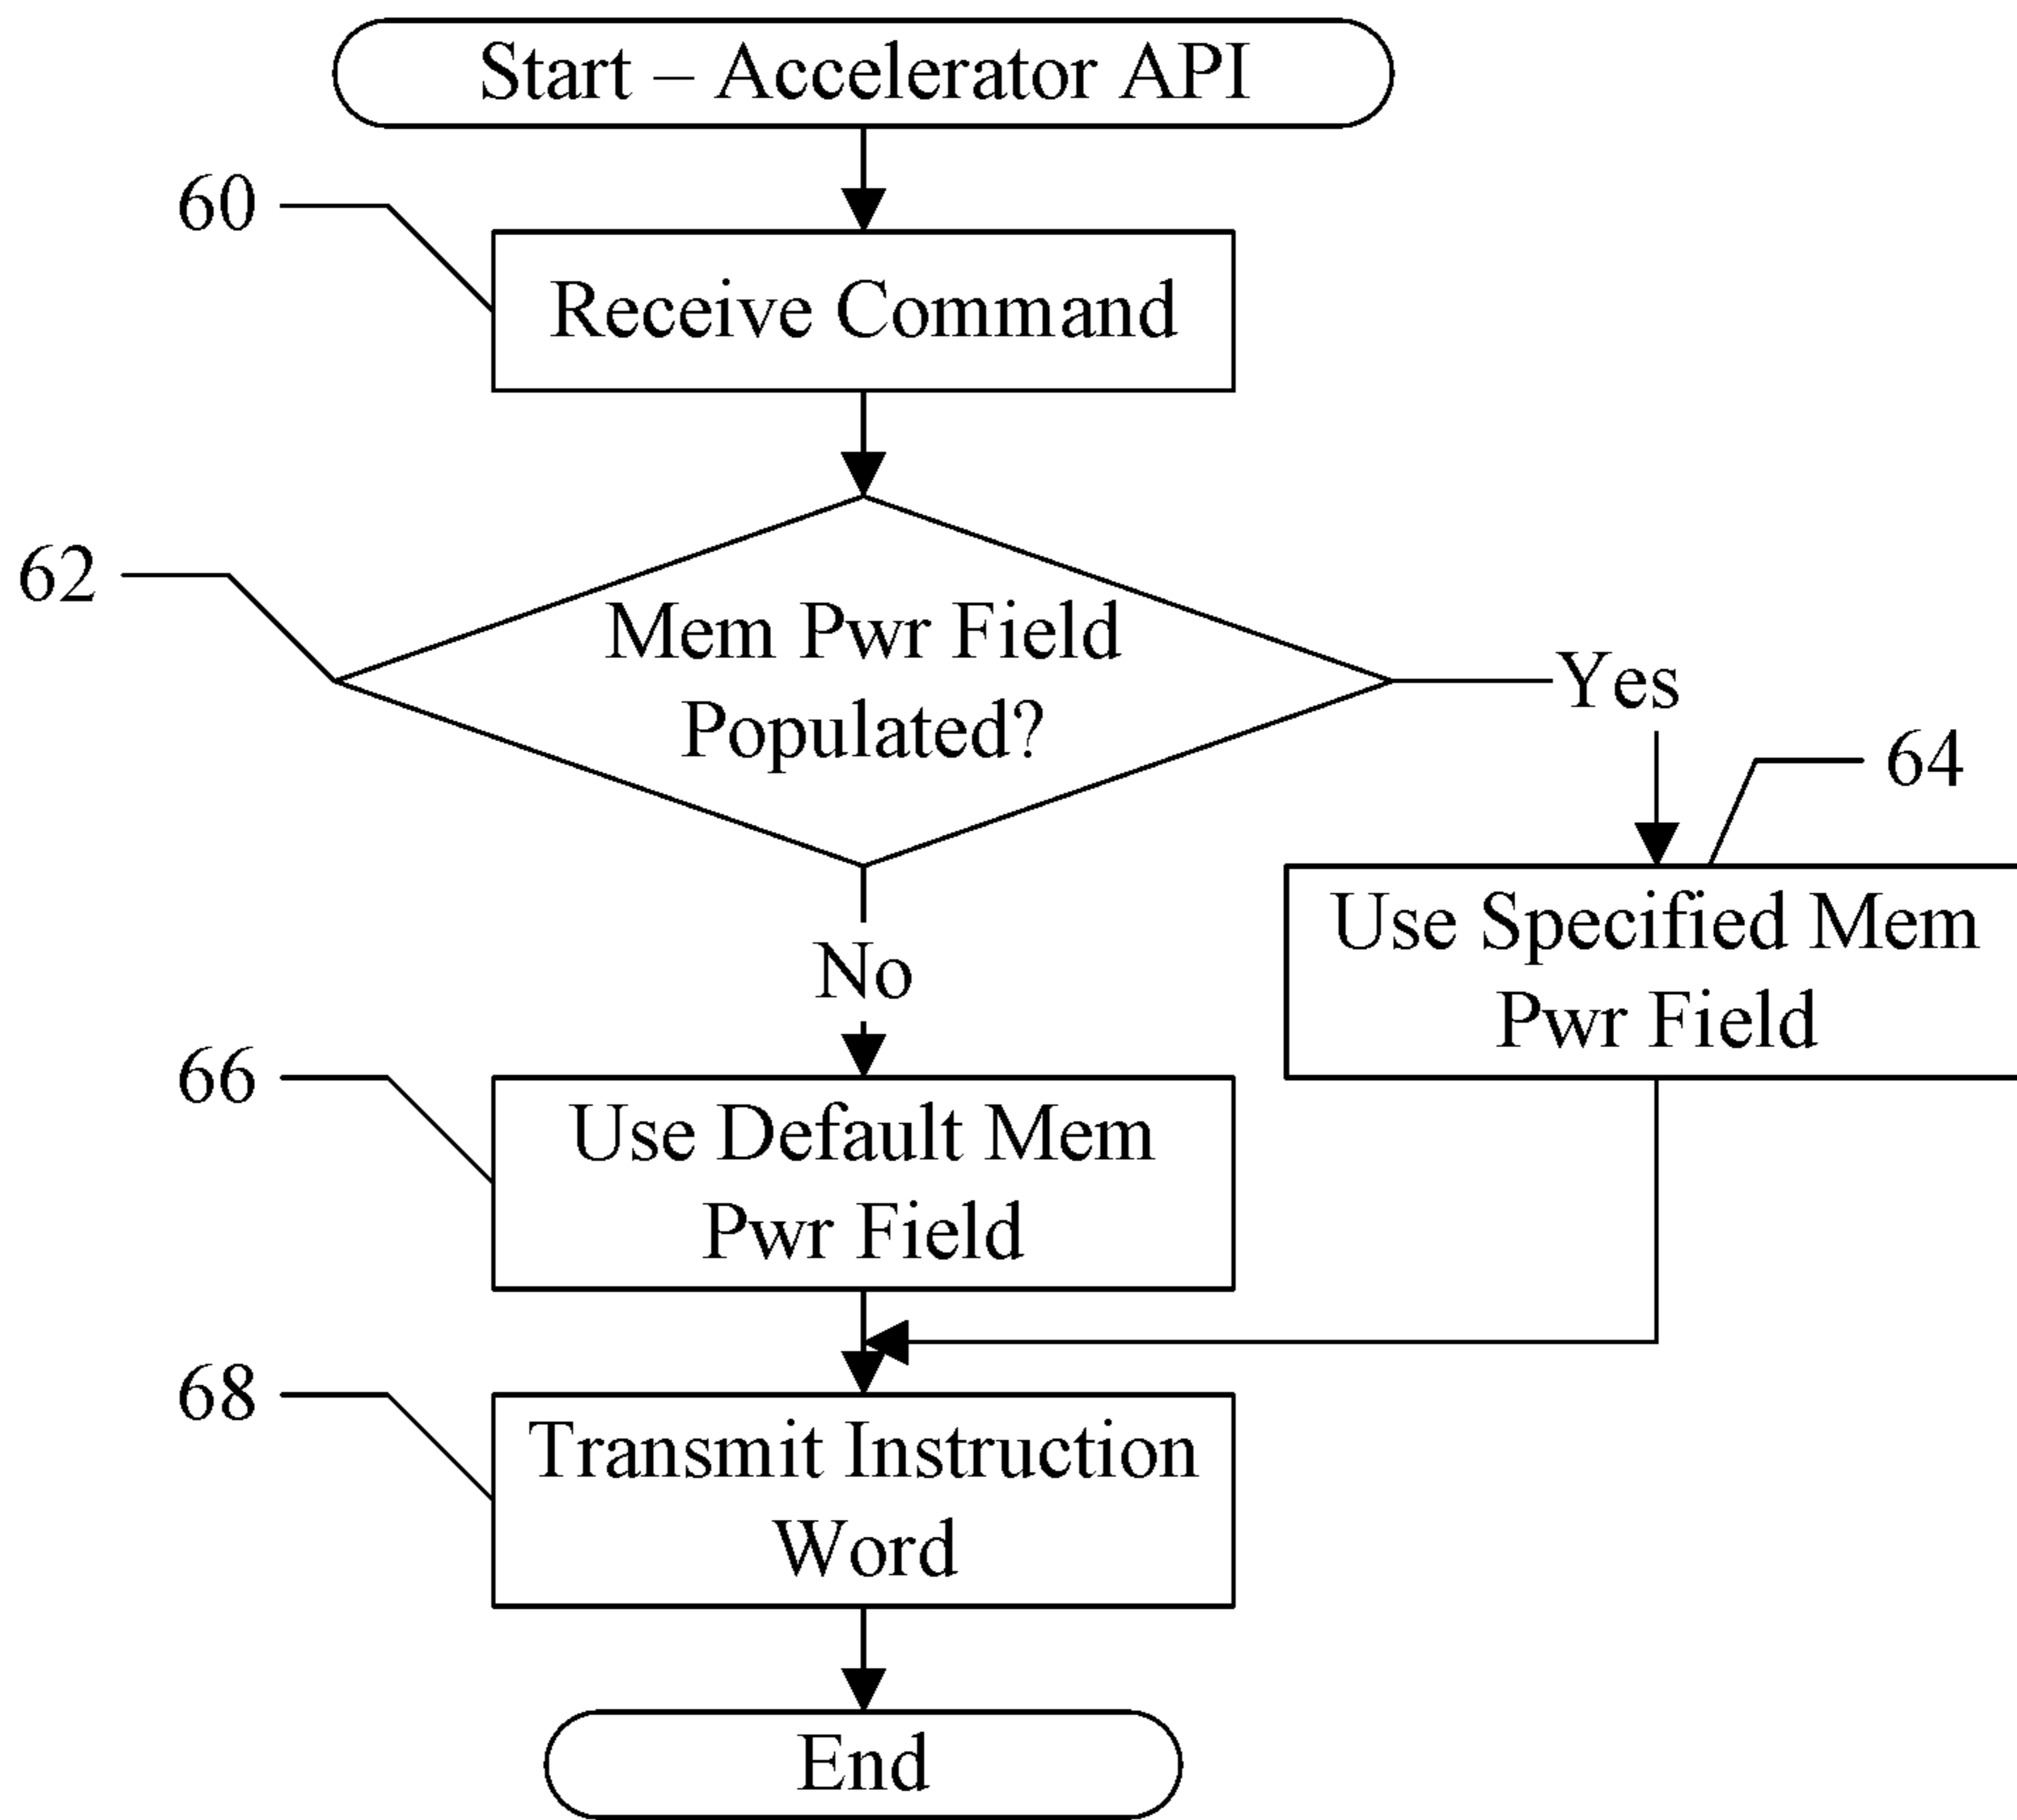 Start – Accelerator API
60
Receive Command
62
Mem Pwr Field
Populated?
Yes
64
Use Specified Mem
Pwr Field
No
66
Use Default Mem
Pwr Field
68
Transmit Instruction
Word
End